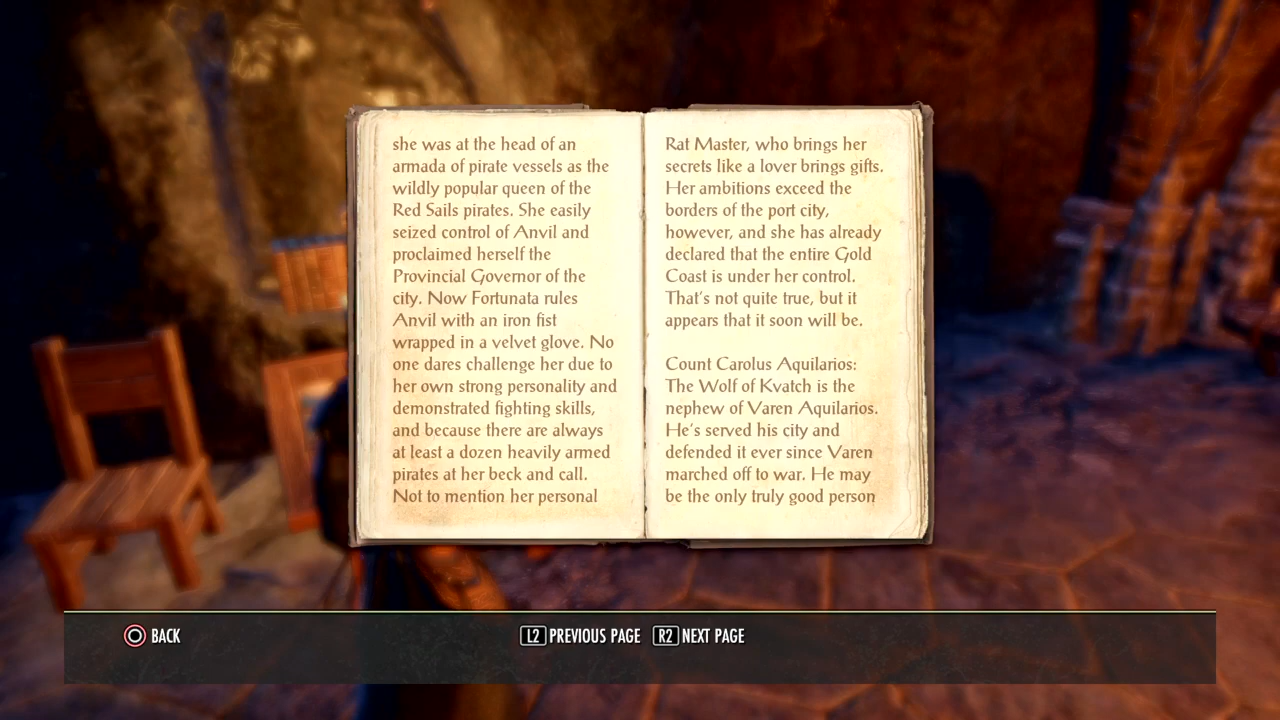 she was at the head of an
armada of pirate vessels as the
wildly popular queen of the
Red Sails pirates. She easily
seized control of Anvil and
proclaimed herself the
Provincial Governor of the
city. Now Fortunata rules
Anvil with an iron fist
wrapped in a velvet glove. No
one dares challenge her due to
her own strong personality and
demonstrated fighting skills,
and because there are always
at least a dozen heavily armed
pirates at her beck and call.
Not to mention her personal
Rat Master, who brings her
secrets like a lover brings gifts.
Her ambitions exceed the
borders of the port city,
however, and she has already
declared that the entire Gold
Coast is under her control.
That's not quite true, but it
appears that it soon will be.
Count Carolus Aquilarios:
The Wolf of Kvatch is the
nephew of Varen Aquilarios.
He's served his city and
defended it ever since Varen
marched off to war. He may
be the only truly good person
BACK
L2 PREVIOUS PAGE R2 NEXT PAGE